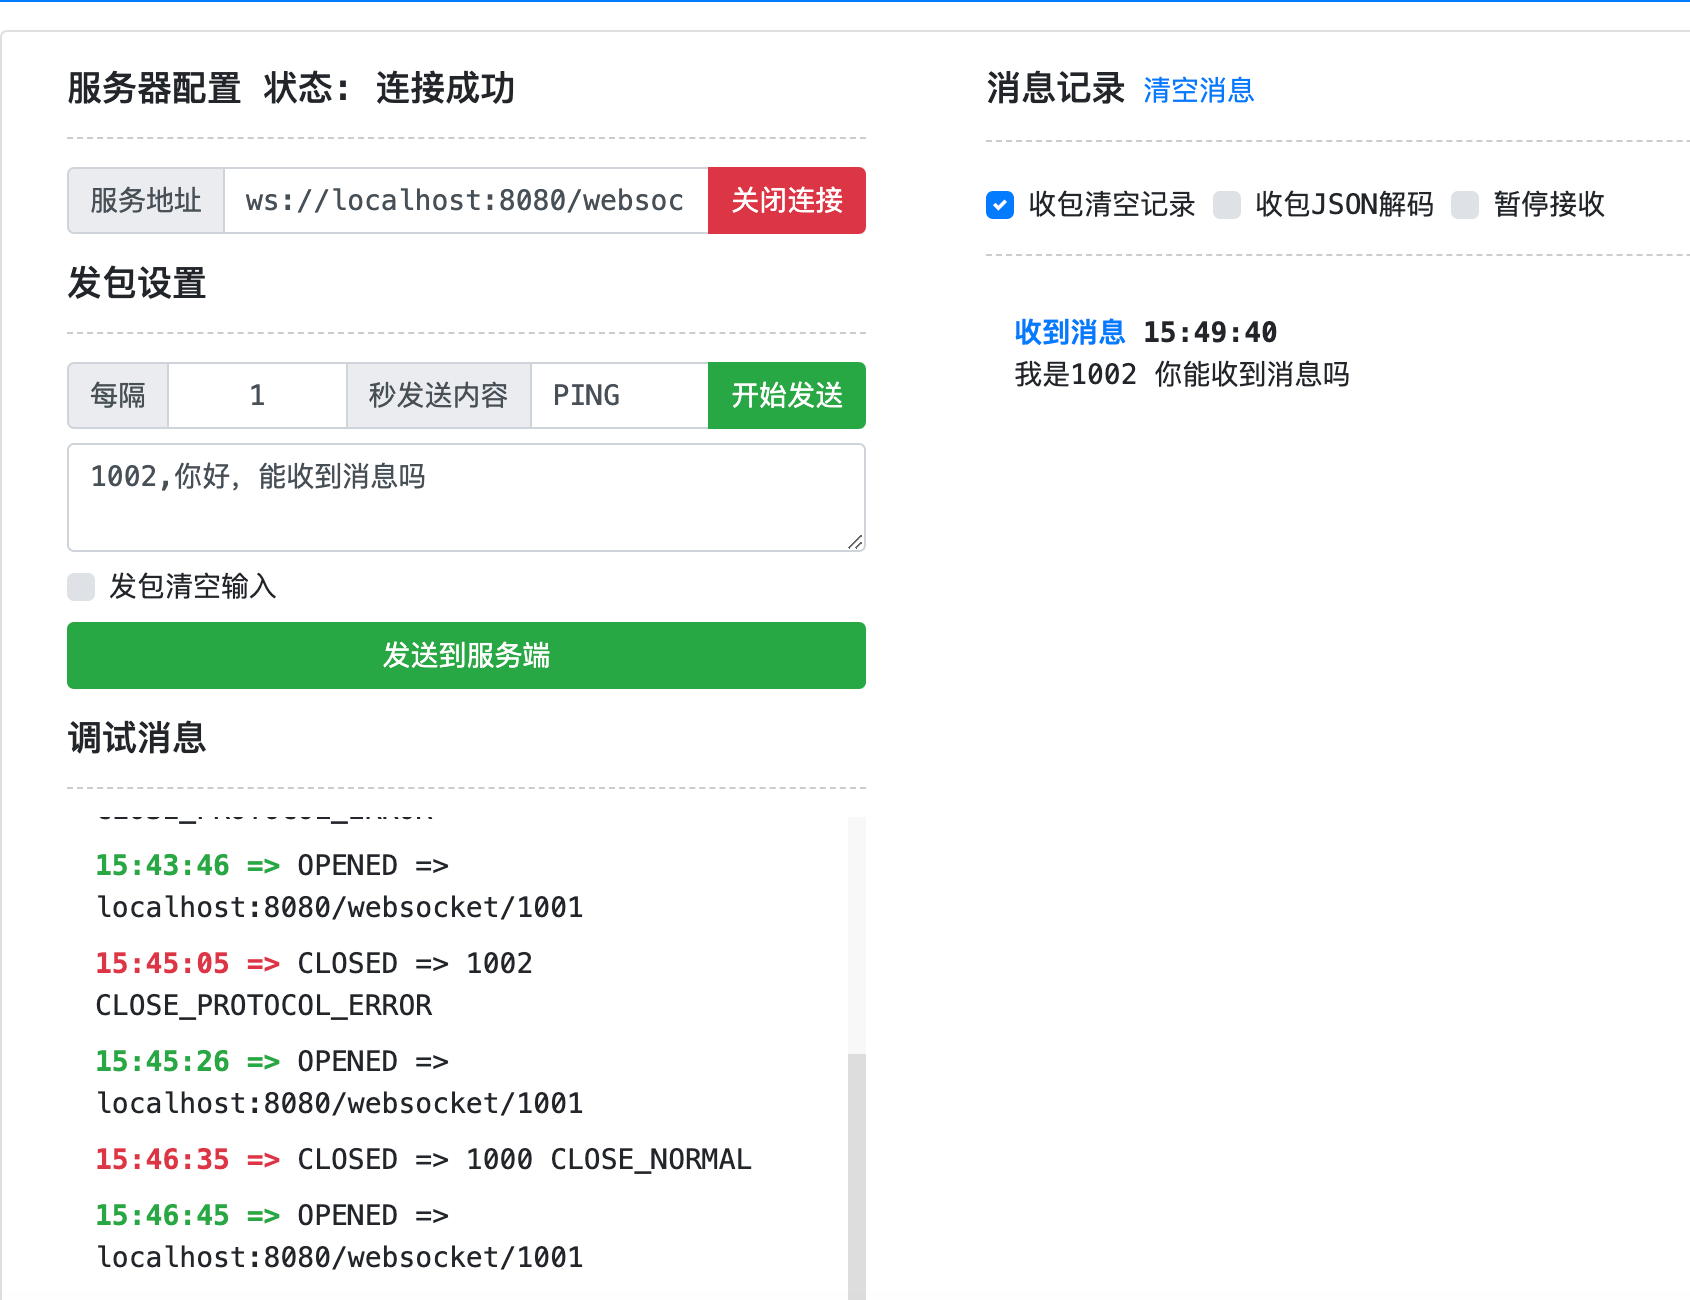 服务器配置 状态: 连接成功
服务地址 ws://localhost:8080/websoc 关闭连接
发包设置
每隔 1 秒发送内容 PING 开始发送
1002,你好，能收到消息吗
发包清空输入
发送到服务端
调试消息
CLOSE_PROTOCOL_ERROR
15:43:46 => OPENED =>
localhost:8080/websocket/1001
15:45:05 => CLOSED => 1002
CLOSE_PROTOCOL_ERROR
15:45:26 => OPENED =>
localhost:8080/websocket/1001
15:46:35 => CLOSED => 1000 CLOSE_NORMAL
15:46:45 => OPENED =>
localhost:8080/websocket/1001
消息记录 清空消息
收包清空记录 收包JSON解码 暂停接收
收到消息 15:49:40
我是1002 你能收到消息吗